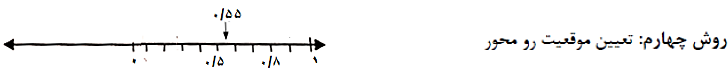 روش چهارم: تعیین موقعیت رو محور
۰/۵۵
۰ ۰/۵ ۰/۸ ۱